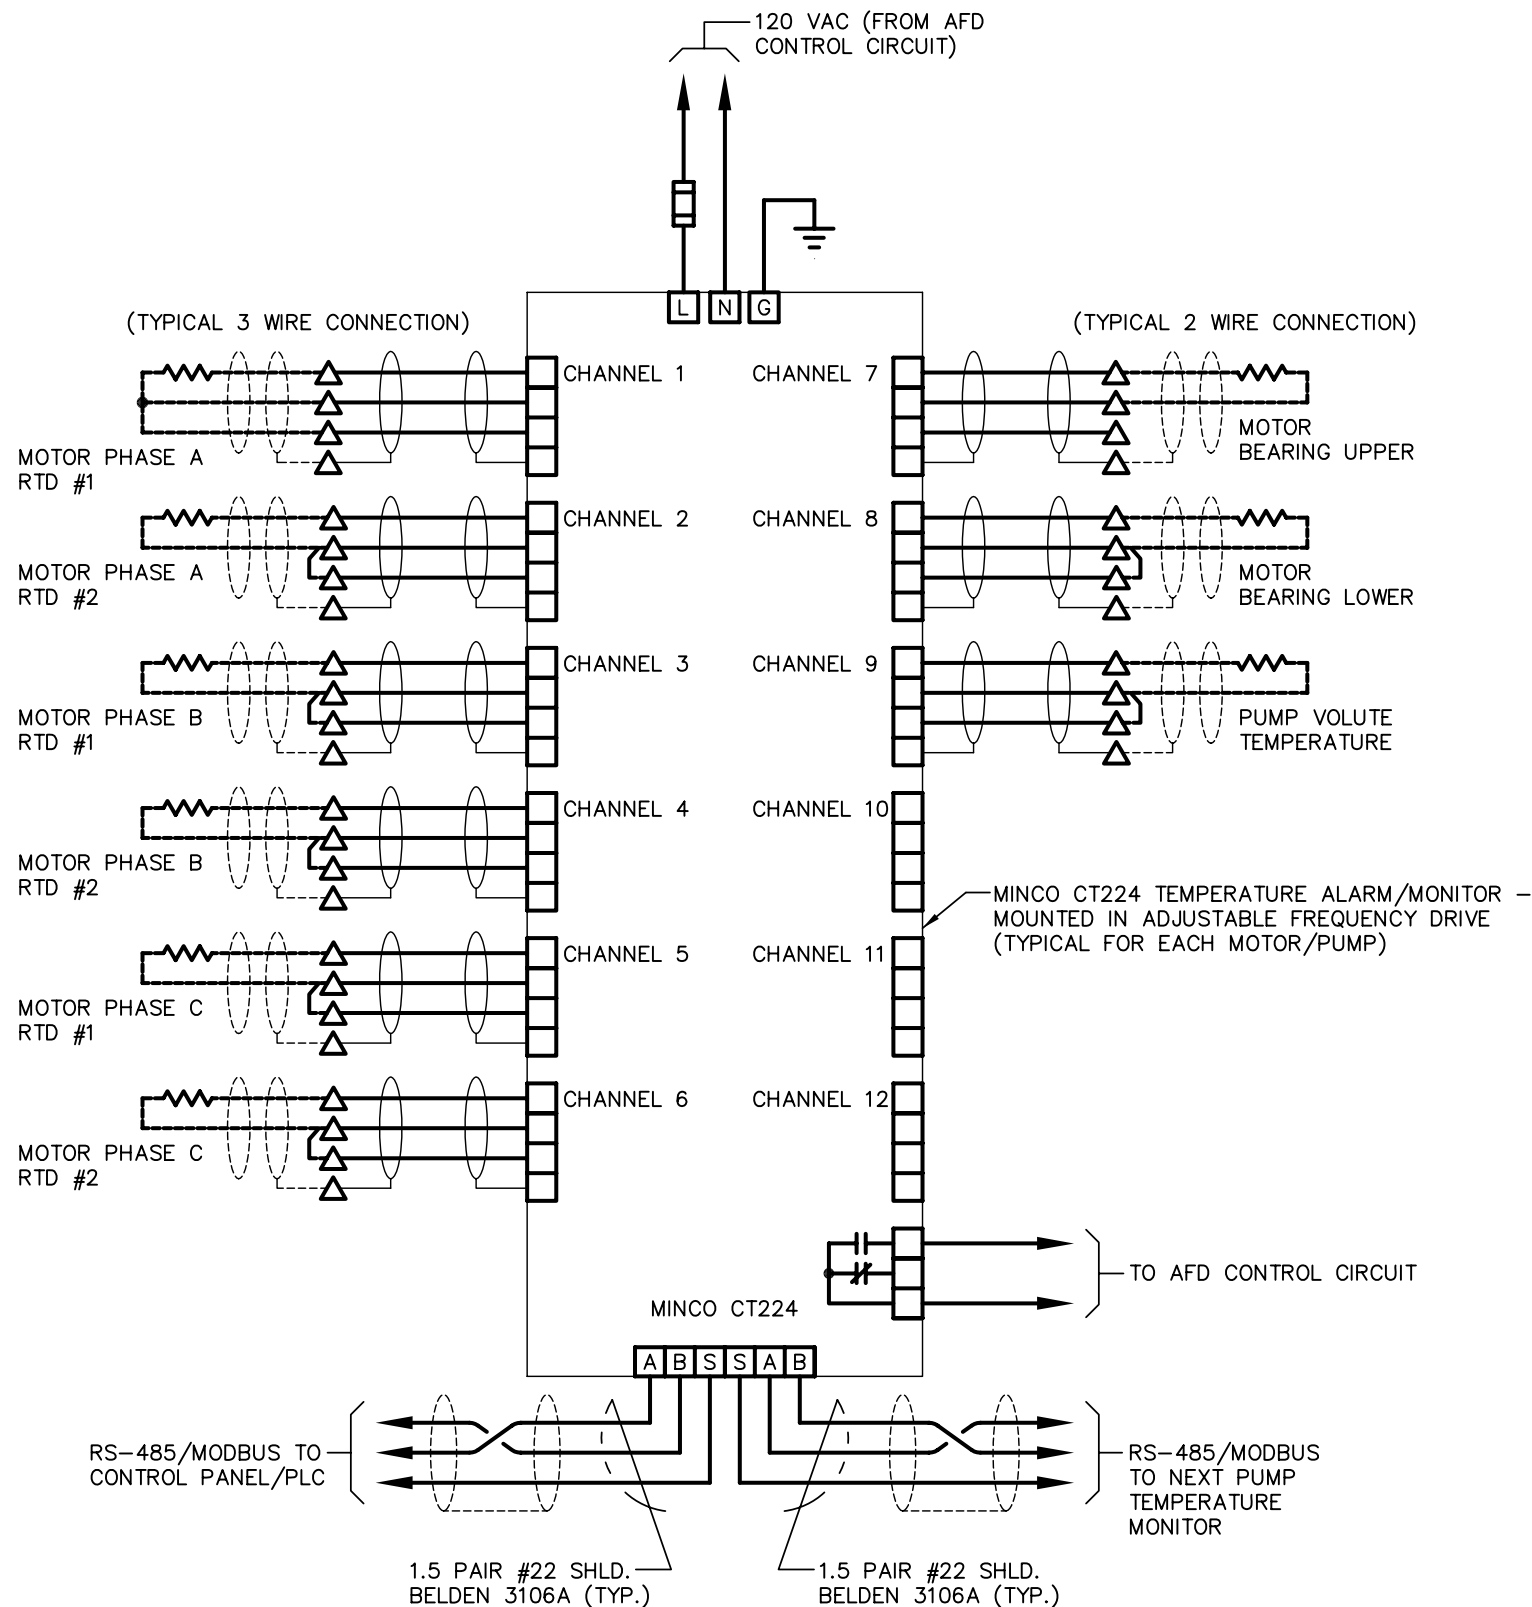 120 VAC (FROM AFD
CONTROL CIRCUIT)
L N G
(TYPICAL 3 WIRE CONNECTION)
(TYPICAL 2 WIRE CONNECTION)
CHANNEL 1
CHANNEL 7
MOTOR PHASE A
RTD #1
MOTOR
BEARING UPPER
CHANNEL 2
CHANNEL 8
MOTOR PHASE A
RTD #2
MOTOR
BEARING LOWER
CHANNEL 3
CHANNEL 9
MOTOR PHASE B
RTD #1
PUMP VOLUTE
TEMPERATURE
CHANNEL 4
CHANNEL 10
MOTOR PHASE B
RTD #2
MINCO CT224 TEMPERATURE ALARM/MONITOR –
MOUNTED IN ADJUSTABLE FREQUENCY DRIVE
(TYPICAL FOR EACH MOTOR/PUMP)
CHANNEL 5
CHANNEL 11
MOTOR PHASE C
RTD #1
CHANNEL 6
CHANNEL 12
MOTOR PHASE C
RTD #2
TO AFD CONTROL CIRCUIT
MINCO CT224
A B S S A B
RS-485/MODBUS TO
CONTROL PANEL/PLC
RS-485/MODBUS
TO NEXT PUMP
TEMPERATURE
MONITOR
1.5 PAIR #22 SHLD.
BELDEN 3106A (TYP.)
1.5 PAIR #22 SHLD.
BELDEN 3106A (TYP.)